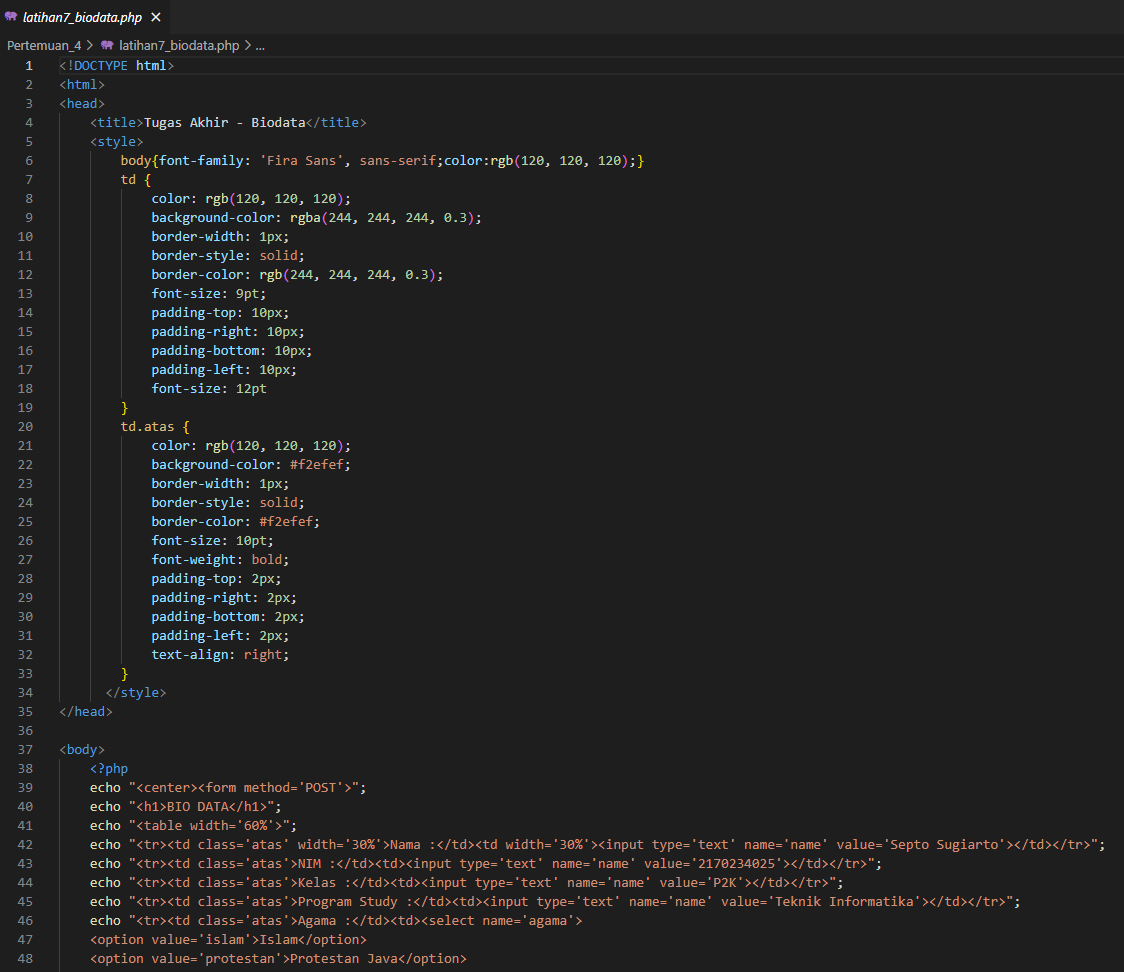 latihan7_biodata.php ×
Pertemuan_4 > latihan7_biodata.php > ...
1 <!DOCTYPE html>
2 <html>
3 <head>
4 <title>Tugas Akhir - Biodata</title>
5 <style>
6 body{font-family: 'Fira Sans', sans-serif;color:rgb(120, 120, 120);}
7 td {
8 color: rgb(120, 120, 120);
9 background-color: rgba(244, 244, 244, 0.3);
10 border-width: 1px;
11 border-style: solid;
12 border-color: rgb(244, 244, 244, 0.3);
13 font-size: 9pt;
14 padding-top: 10px;
15 padding-right: 10px;
16 padding-bottom: 10px;
17 padding-left: 10px;
18 font-size: 12pt
19 }
20 td.atas {
21 color: rgb(120, 120, 120);
22 background-color: #f2efef;
23 border-width: 1px;
24 border-style: solid;
25 border-color: #f2efef;
26 font-size: 10pt;
27 font-weight: bold;
28 padding-top: 2px;
29 padding-right: 2px;
30 padding-bottom: 2px;
31 padding-left: 2px;
32 text-align: right;
33 }
34 </style>
35 </head>
36
37 <body>
38 <?php
39 echo "<center><form method='POST'>";
40 echo "<h1>BIO DATA</h1>";
41 echo "<table width='60%'>";
42 echo "<tr><td class='atas' width='30%'>Nama :</td><td width='30%'><input type='text' name='name' value='Septo Sugiarto'></td></tr>";
43 echo "<tr><td class='atas'>NIM :</td><td><input type='text' name='name' value='2170234025'></td></tr>";
44 echo "<tr><td class='atas'>Kelas :</td><td><input type='text' name='name' value='P2K'></td></tr>";
45 echo "<tr><td class='atas'>Program Study :</td><td><input type='text' name='name' value='Teknik Informatika'></td></tr>";
46 echo "<tr><td class='atas'>Agama :</td><td><select name='agama'>
47 <option value='islam'>Islam</option>
48 <option value='protestan'>Protestan Java</option>